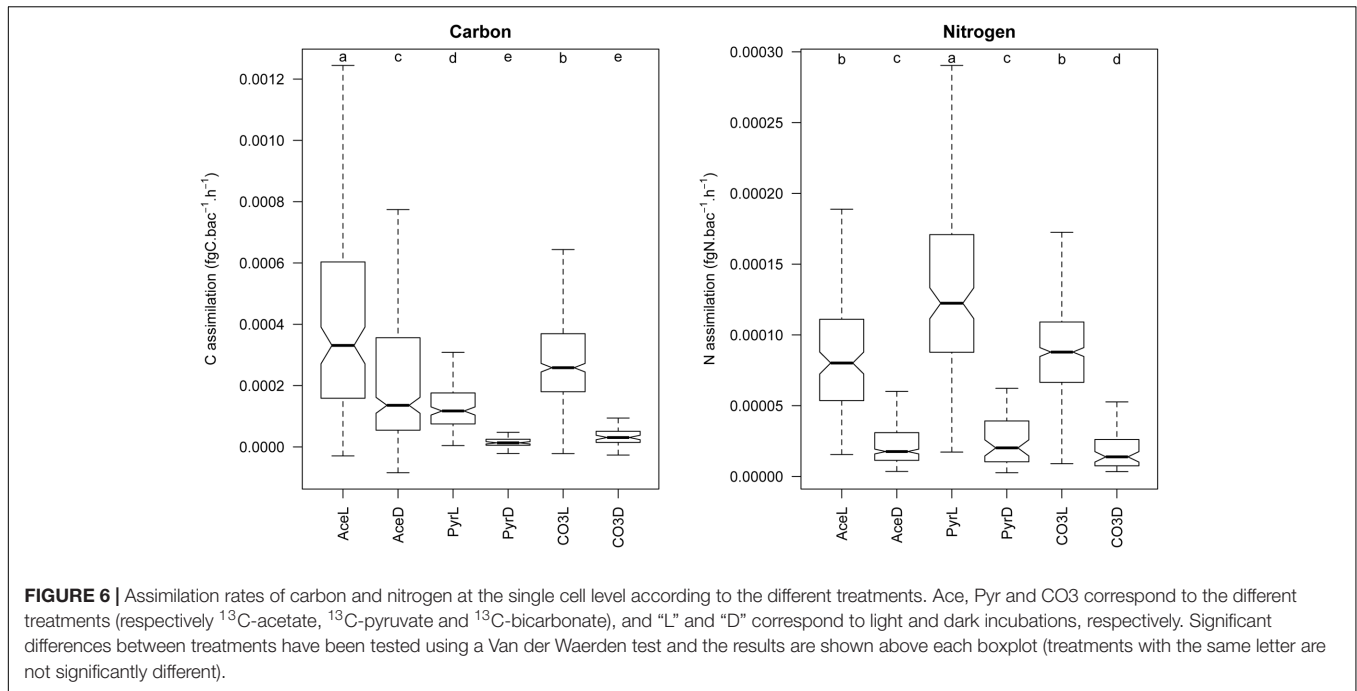 Carbon
a c d e b e
0.0012
0.0010
0.0008
0.0006
0.0004
0.0002
0.0000
C assimilation (fgC.bac⁻¹.h⁻¹)
AceL
AceD
PyrL
PyrD
CO3L
CO3D
Nitrogen
b c a c b d
0.00030
0.00025
0.00020
0.00015
0.00010
0.00005
0.00000
N assimilation (fgN.bac⁻¹.h⁻¹)
AceL
AceD
PyrL
PyrD
CO3L
CO3D
FIGURE 6 | Assimilation rates of carbon and nitrogen at the single cell level according to the different treatments. Ace, Pyr and CO3 correspond to the different
treatments (respectively ¹³C-acetate, ¹³C-pyruvate and ¹³C-bicarbonate), and “L” and “D” correspond to light and dark incubations, respectively. Significant
differences between treatments have been tested using a Van der Waerden test and the results are shown above each boxplot (treatments with the same letter are
not significantly different).